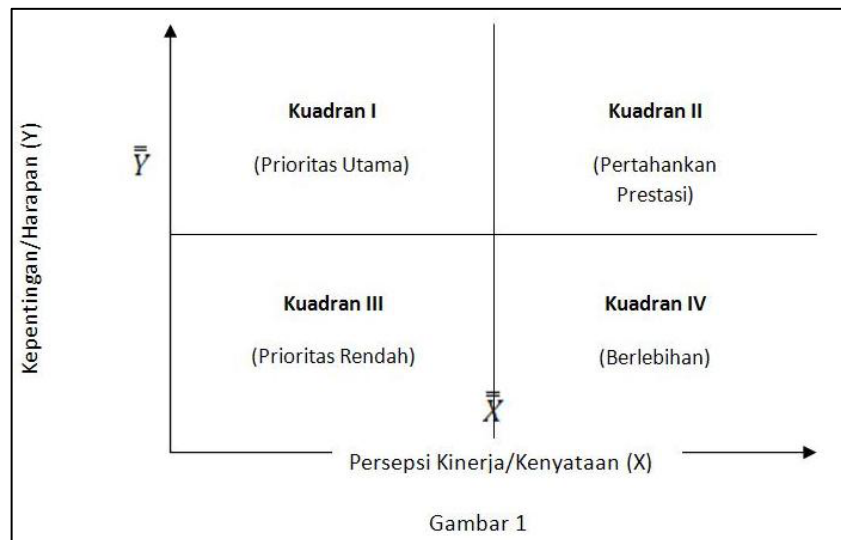 Kepentingan/Harapan (Y)
Y̿
Kuadran I
(Prioritas Utama)
Kuadran II
(Pertahankan
Prestasi)
Kuadran III
(Prioritas Rendah)
Kuadran IV
(Berlebihan)
X̿
Persepsi Kinerja/Kenyataan (X)
Gambar 1